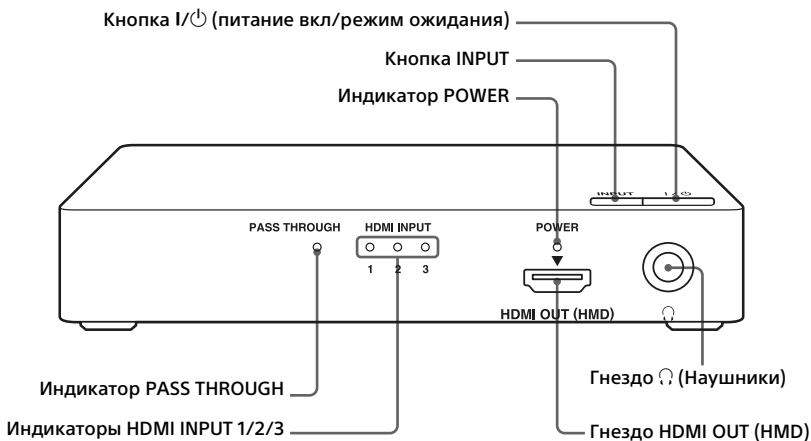 Кнопка I/⏻ (питание вкл/режим ожидания)
Кнопка INPUT
Индикатор POWER
INPUT
I / ⏻
PASS THROUGH
HDMI INPUT
POWER
1 2 3
HDMI OUT (HMD)
Индикатор PASS THROUGH
Гнездо 🎧 (Наушники)
Индикаторы HDMI INPUT 1/2/3
Гнездо HDMI OUT (HMD)